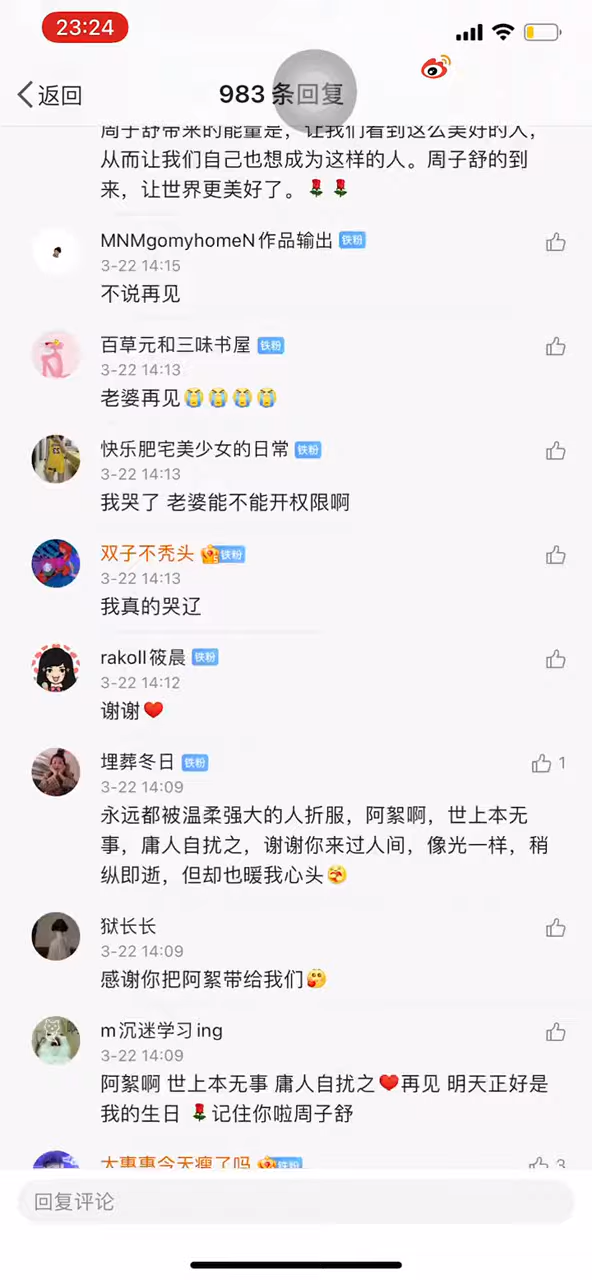 23:24
返回
983 条回复
周子舒带来的能量是，让我们看到这么美好的人，
从而让我们自己也想成为这样的人。周子舒的到
来，让世界更美好了。🌹🌹
MNMgomyhomeN作品输出 铁粉
3-22 14:15
不说再见
百草元和三味书屋 铁粉
3-22 14:13
老婆再见😭😭😭😭
快乐肥宅美少女的日常 铁粉
3-22 14:13
我哭了 老婆能不能开权限啊
双子不秃头 铁粉
3-22 14:13
我真的哭辽
rakoll筱晨 铁粉
3-22 14:12
谢谢❤️
埋葬冬日 铁粉
1
3-22 14:09
永远都被温柔强大的人折服，阿絮啊，世上本无
事，庸人自扰之，谢谢你来过人间，像光一样，稍
纵即逝，但却也暖我心头
狱长长
3-22 14:09
感谢你把阿絮带给我们
m沉迷学习ing
3-22 14:09
阿絮啊 世上本无事 庸人自扰之❤️再见 明天正好是
我的生日 🌹记住你啦周子舒
大惠惠今天瘦了吗 铁粉
3
回复评论